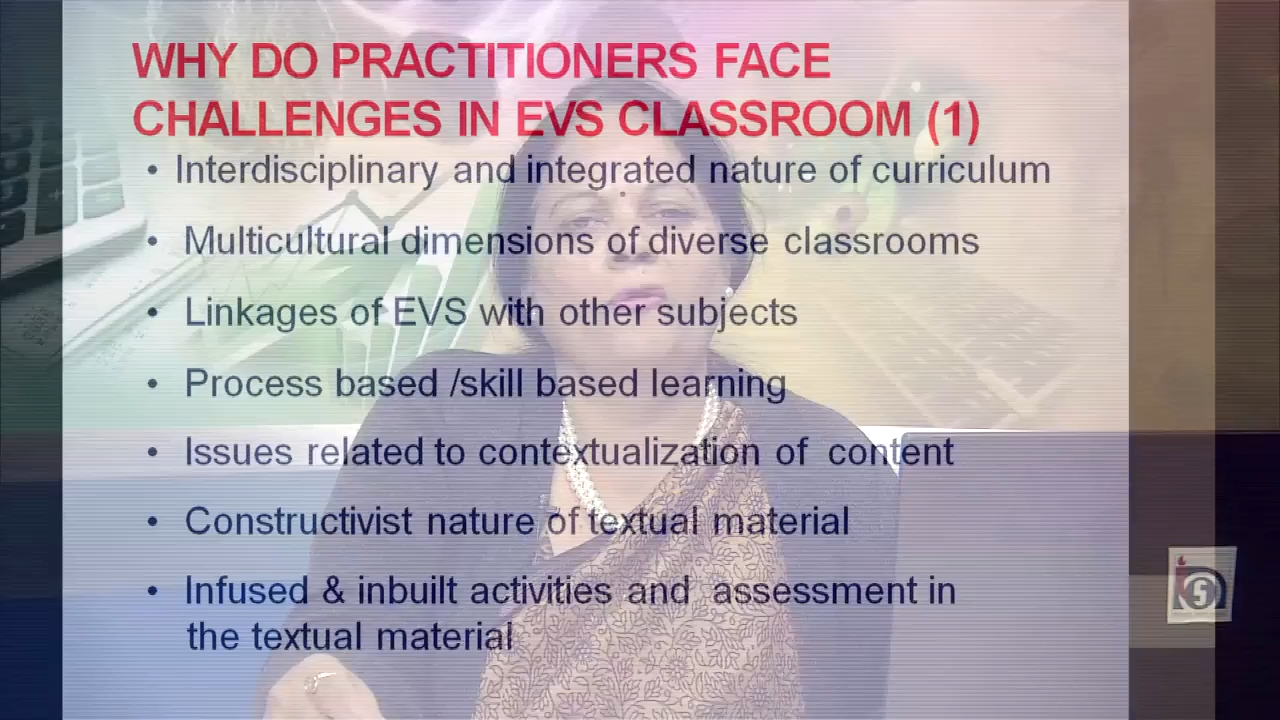 WHY DO PRACTITIONERS FACE
CHALLENGES IN EVS CLASSROOM (1)
• Interdisciplinary and integrated nature of curriculum
• Multicultural dimensions of diverse classrooms
• Linkages of EVS with other subjects
• Process based /skill based learning
• Issues related to contextualization of  content
• Constructivist nature of textual material
• Infused & inbuilt activities and  assessment in
the textual material